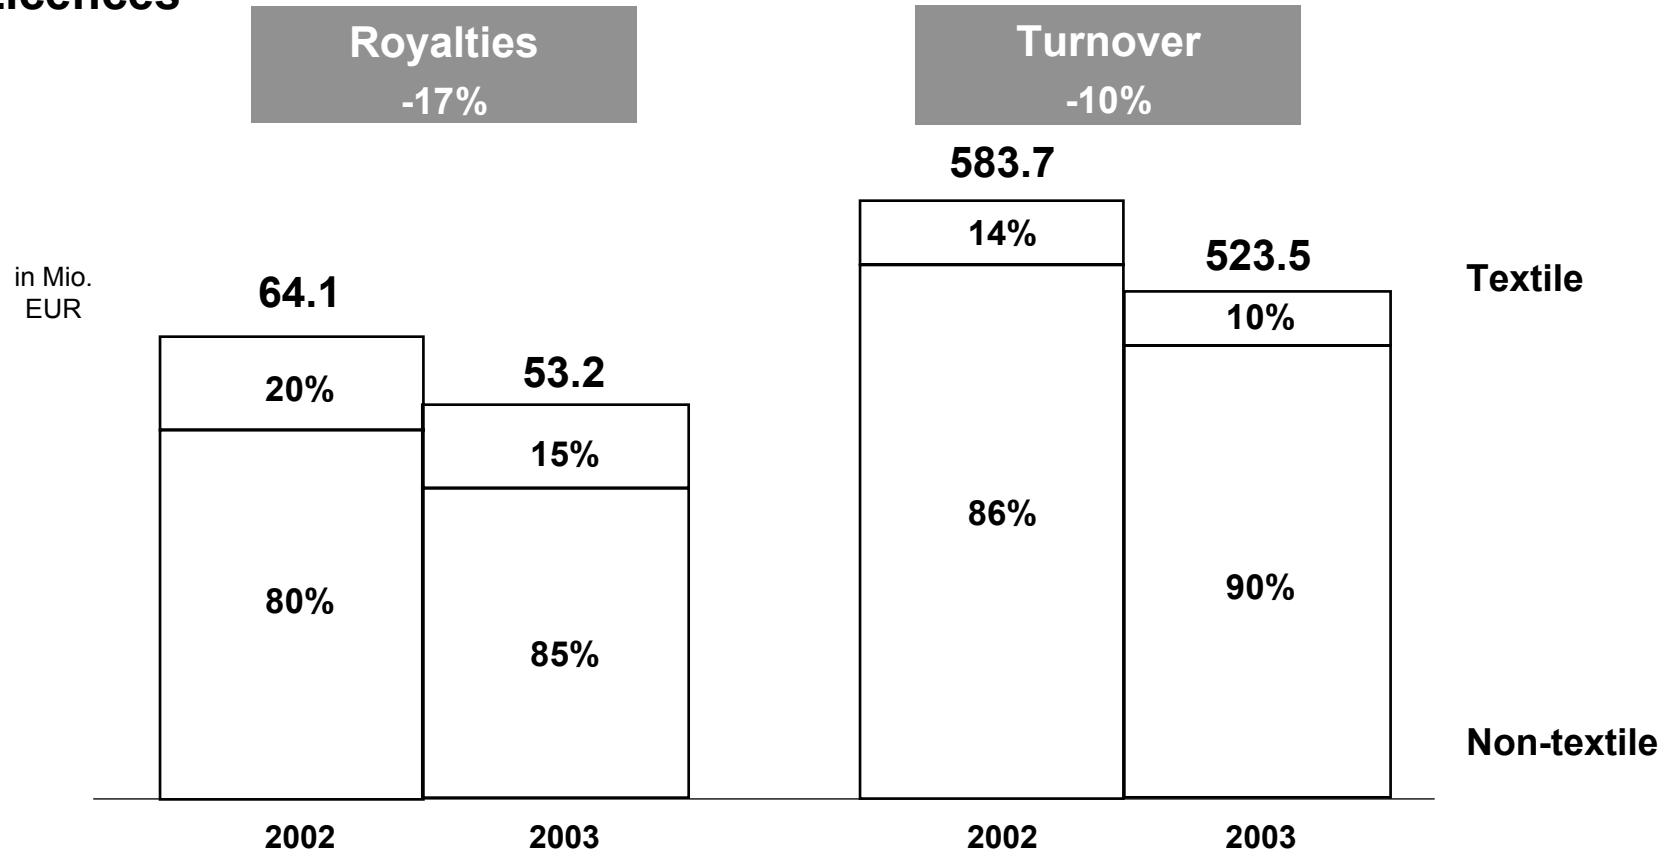 Licences
Royalties
-17%
Turnover
-10%
583.7
14%
523.5
in Mio.
EUR
64.1
Textile
10%
53.2
20%
15%
86%
90%
80%
85%
Non-textile
2002
2003
2002
2003